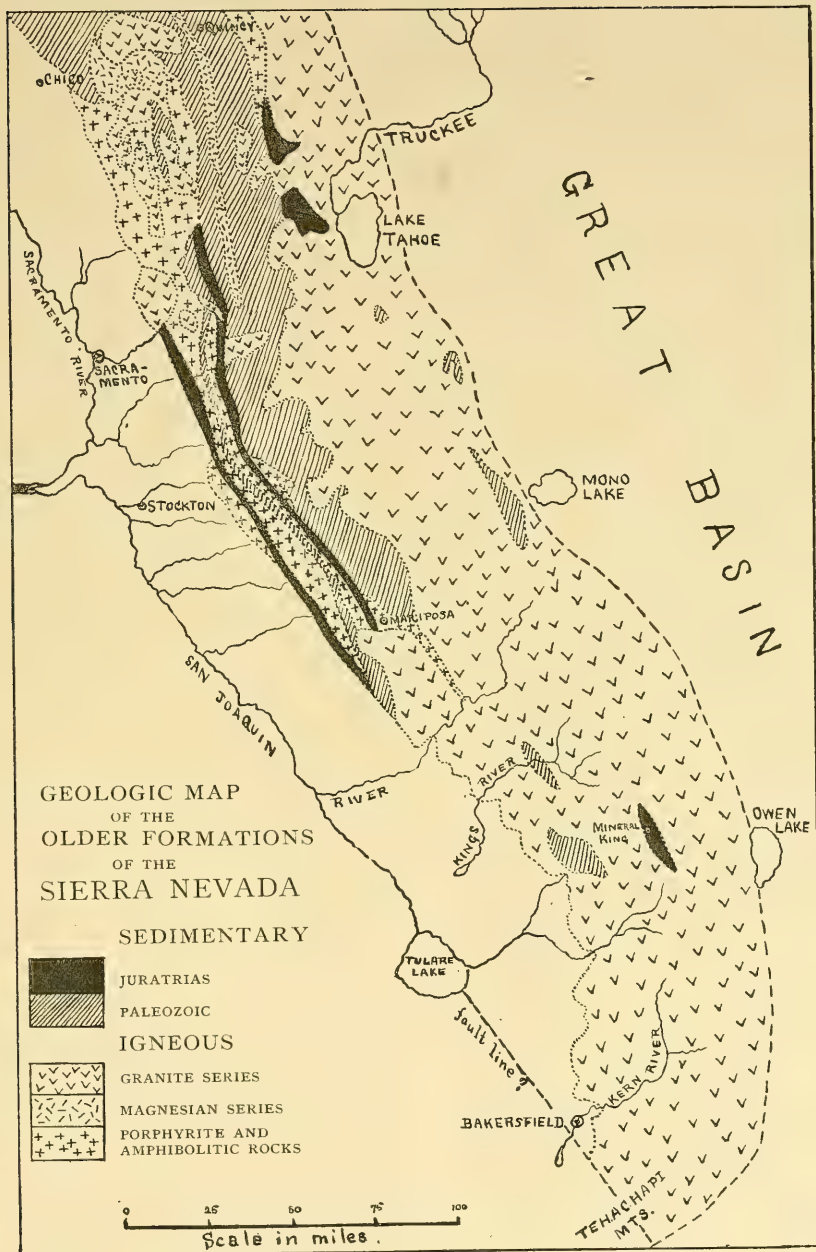 QUINCY
CHICO
TRUCKEE
LAKE
TAHOE
GREAT BASIN
SACRAMENTO RIVER
SACRA-
MENTO
MONO
LAKE
STOCKTON
MARIPOSA
SAN JOAQUIN
RIVER
KINGS RIVER
MINERAL
KING
OWEN
LAKE
GEOLOGIC MAP
OF THE
OLDER FORMATIONS
OF THE
SIERRA NEVADA
SEDIMENTARY
JURATRIAS
PALEOZOIC
IGNEOUS
GRANITE SERIES
MAGNESIAN SERIES
PORPHYRITE AND
AMPHIBOLITIC ROCKS
TULARE
LAKE
fault line?
KERN RIVER
BAKERSFIELD
TEHACHAPI
MTS.
0 25 50 75 100
Scale in miles.